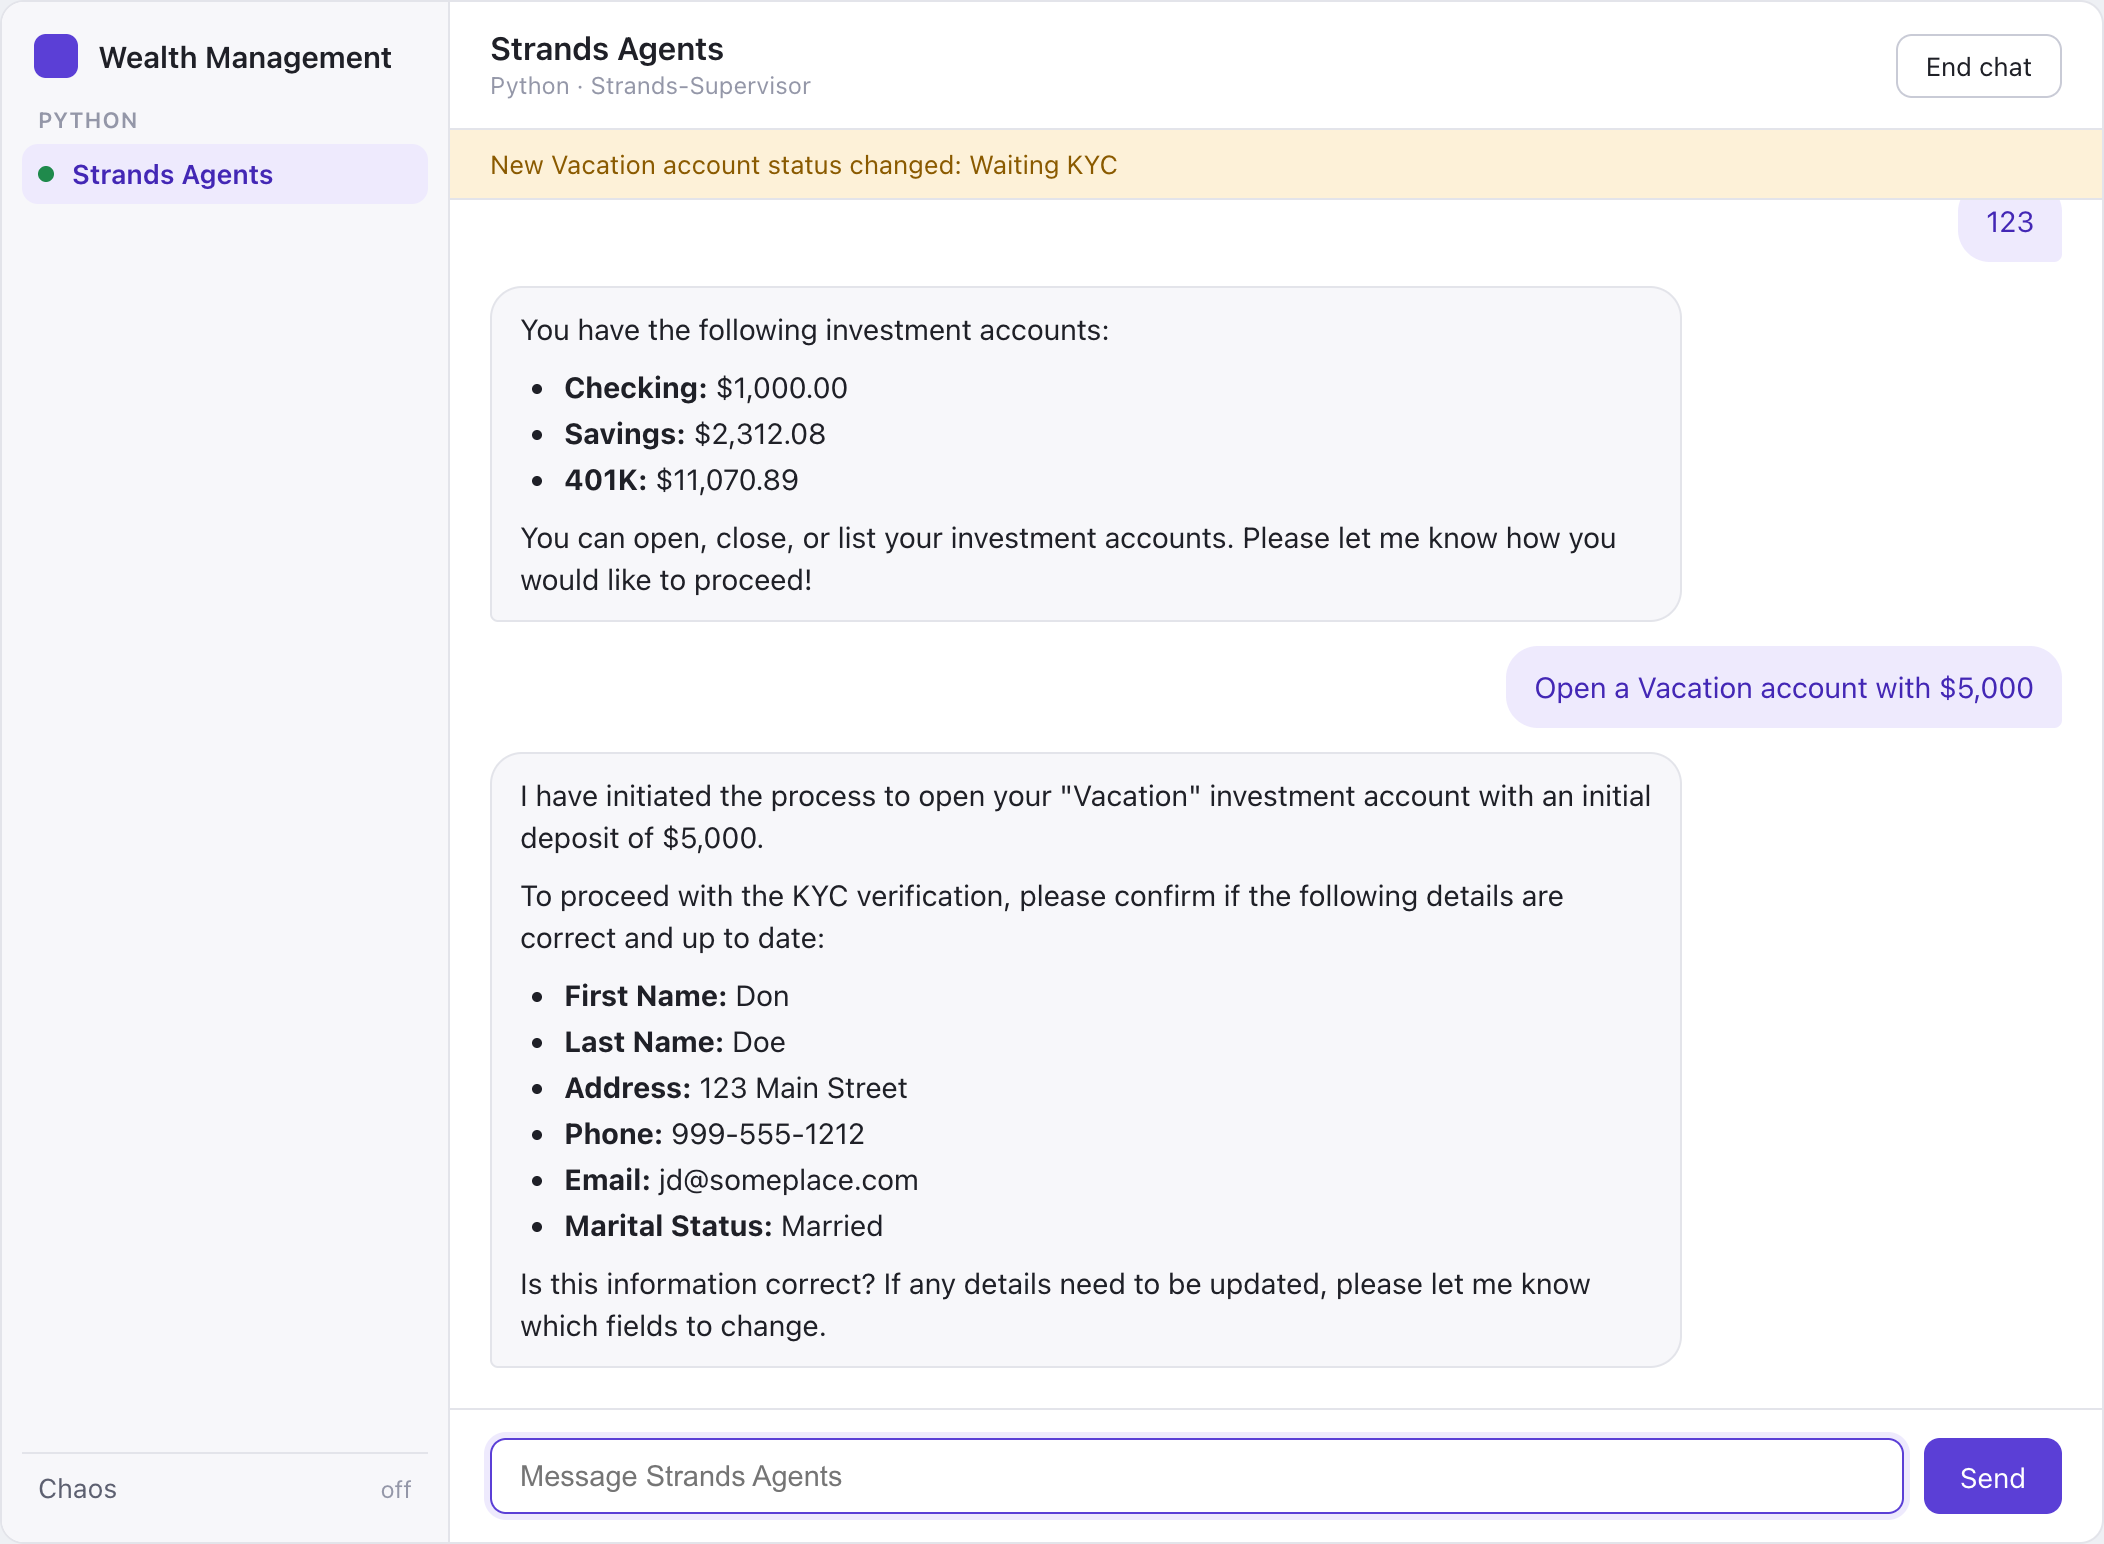 Wealth Management
PYTHON
Strands Agents
Chaos
off
Strands Agents
Python · Strands-Supervisor
End chat
New Vacation account status changed: Waiting KYC
123
You have the following investment accounts:
• Checking: $1,000.00
• Savings: $2,312.08
• 401K: $11,070.89
You can open, close, or list your investment accounts. Please let me know how you
would like to proceed!
Open a Vacation account with $5,000
I have initiated the process to open your "Vacation" investment account with an initial
deposit of $5,000.
To proceed with the KYC verification, please confirm if the following details are
correct and up to date:
• First Name: Don
• Last Name: Doe
• Address: 123 Main Street
• Phone: 999-555-1212
• Email: jd@someplace.com
• Marital Status: Married
Is this information correct? If any details need to be updated, please let me know
which fields to change.
Message Strands Agents
Send